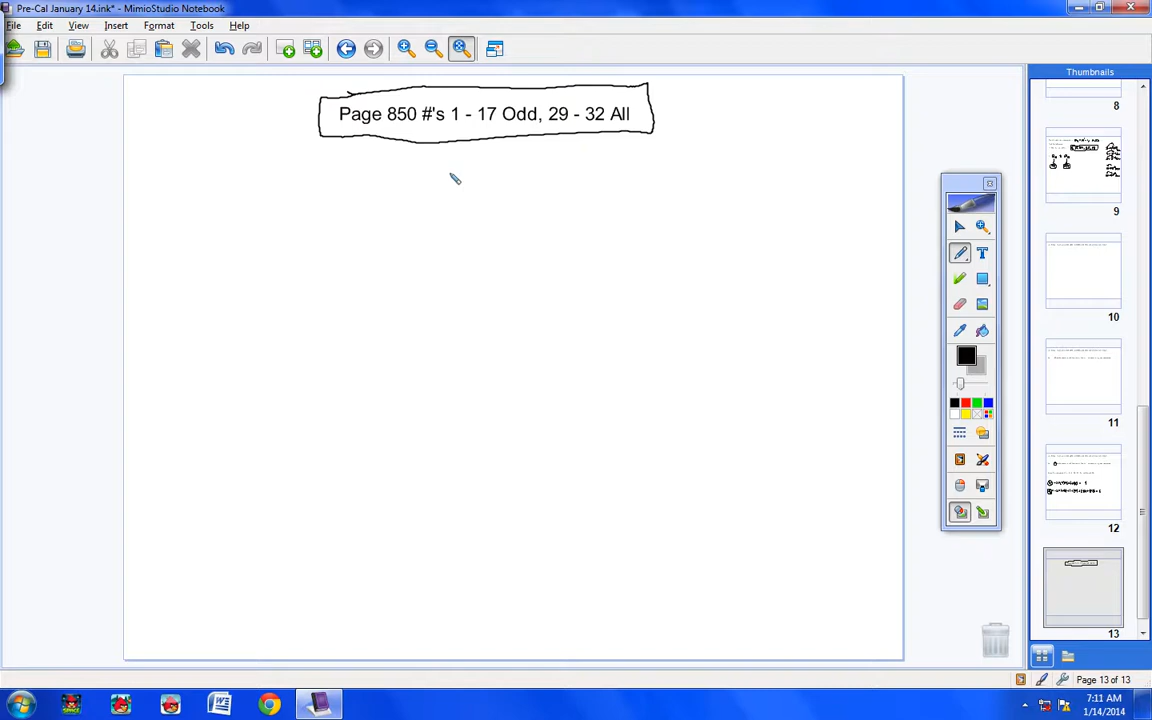 Pre-Cal January 14.ink* - MimioStudio Notebook
File Edit View Insert Format Tools Help
Page 850 #'s 1 - 17 Odd, 29 - 32 All
Thumbnails
8
9
10
11
12
13
T
Page 13 of 13
W
7:11 AM
1/14/2014